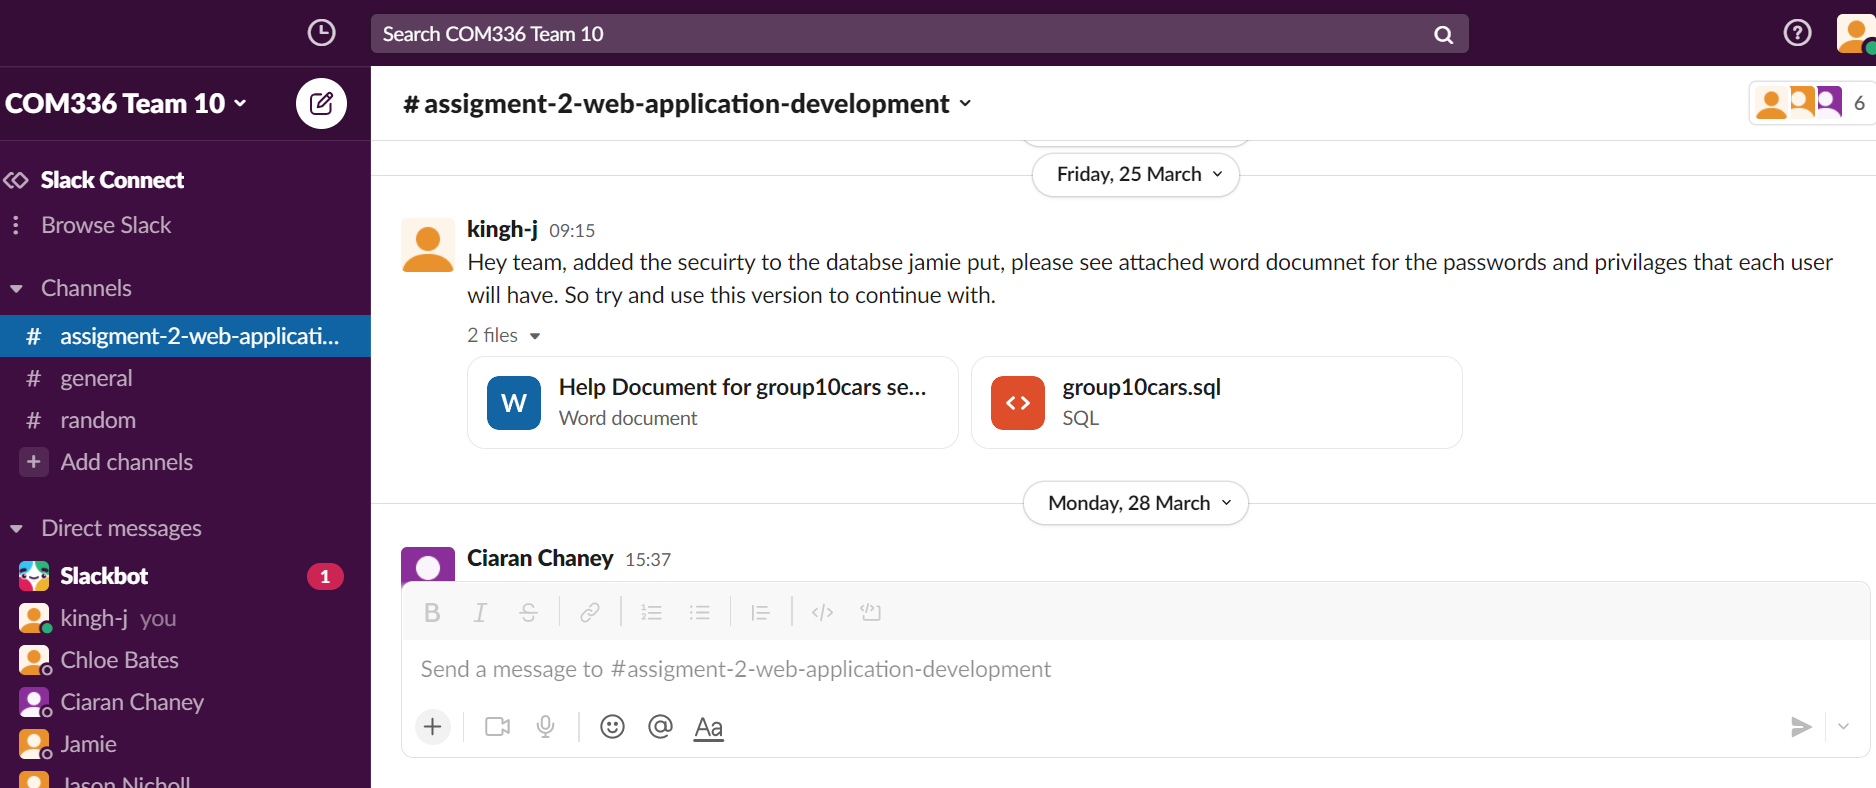 Search COM336 Team 10
COM336 Team 10
# assigment-2-web-application-development
6
Slack Connect
Browse Slack
Channels
# assigment-2-web-applicati...
# general
# random
+ Add channels
Direct messages
Slackbot 1
kingh-j you
Chloe Bates
Ciaran Chaney
Jamie
Jason Nicholl
Friday, 25 March
kingh-j 09:15
Hey team, added the secuirty to the databse jamie put, please see attached word documnet for the passwords and privilages that each user
will have. So try and use this version to continue with.
2 files
W
Help Document for group10cars se...
Word document
group10cars.sql
SQL
Monday, 28 March
Ciaran Chaney 15:37
B I S
Send a message to #assigment-2-web-application-development
+ @ Aa